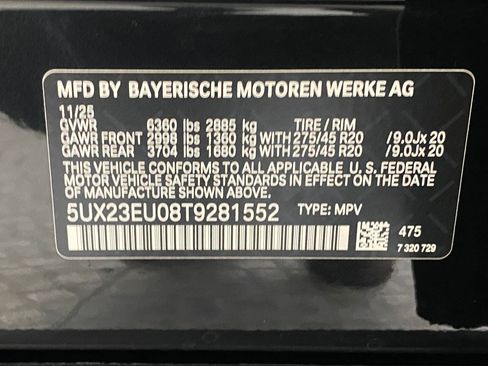 MFD BY BAYERISCHE MOTOREN WERKE AG
11/25
GVWR 6360 lbs 2885 kg TIRE / RIM
GAWR FRONT 2998 lbs 1360 kg WITH 275/45 R20 / 9.0Jx 20
GAWR REAR 3704 lbs 1680 kg WITH 275/45 R20 / 9.0Jx 20
THIS VEHICLE CONFORMS TO ALL APPLICABLE U. S. FEDERAL
MOTOR VEHICLE SAFETY STANDARDS IN EFFECT ON THE DATE
OF MANUFACTURE SHOWN ABOVE.
5UX23EU08T9281552 TYPE: MPV
475
7 320 729